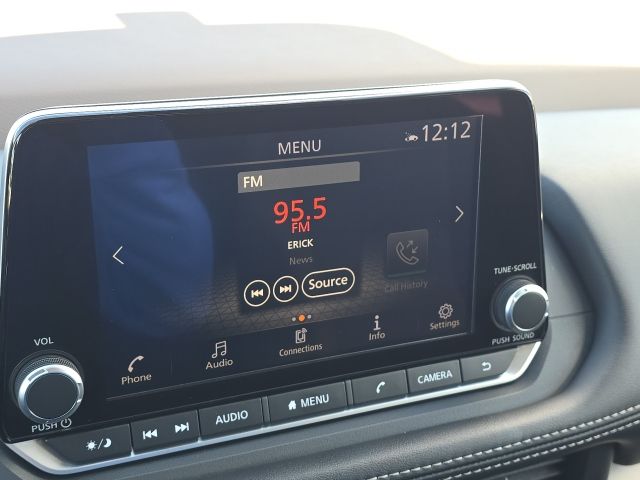 MENU
12:12
FM
95.5
FM
ERICK
News
Source
Call History
Phone
Audio
Connections
Info
Settings
VOL
PUSH
TUNE·SCROLL
PUSH SOUND
AUDIO
MENU
CAMERA